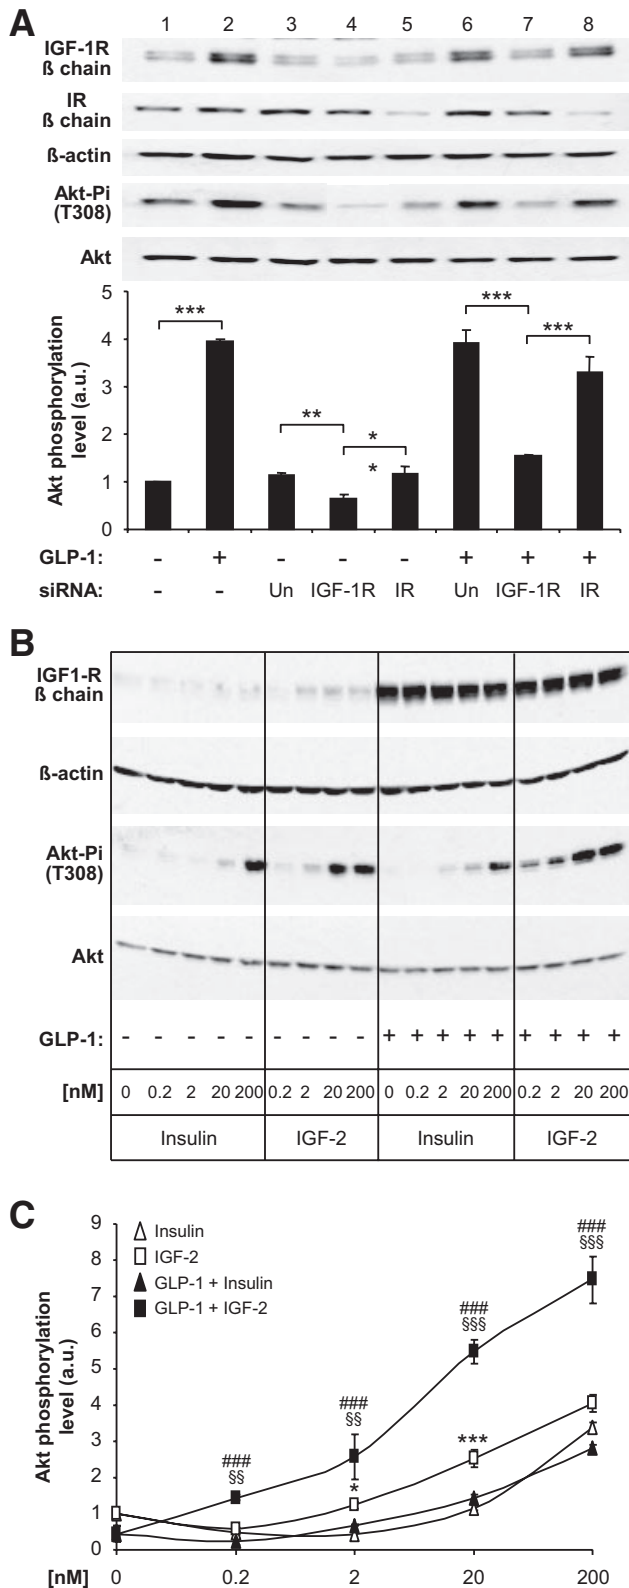 A
1 2 3 4 5 6 7 8
IGF-1R
ß chain
IR
ß chain
ß-actin
Akt-Pi
(T308)
Akt
Akt phosphorylation
level (a.u.)
5
4
3
2
1
0
***
**
*
*
***
***
GLP-1: - + - - - + + +
siRNA: - - Un IGF-1R IR Un IGF-1R IR
B
IGF1-R
ß chain
ß-actin
Akt-Pi
(T308)
Akt
GLP-1: - - - - - - - - - + + + + + + + + +
[nM] 0 0.2 2 20 200 0.2 2 20 200 0 0.2 2 20 200 0.2 2 20 200
Insulin IGF-2 Insulin IGF-2
C
Akt phosphorylation
level (a.u.)
9
8
7
6
5
4
3
2
1
0
Insulin
IGF-2
GLP-1 + Insulin
GLP-1 + IGF-2
###
§§
###
§§
*
###
§§§
***
###
§§§
[nM] 0 0.2 2 20 200